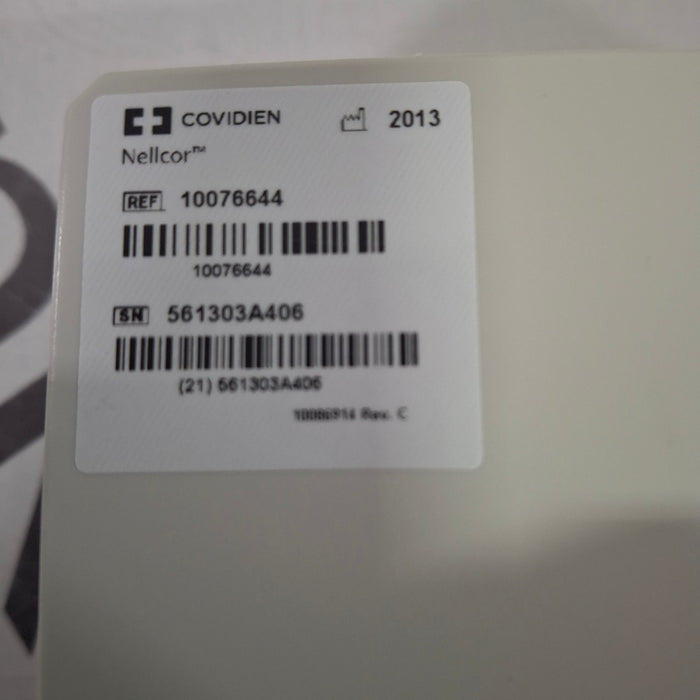 COVIDIEN 2013
Nellcor™
REF 10076644
10076644
SN 561303A406
(21) 561303A406
10086914 Rev. C